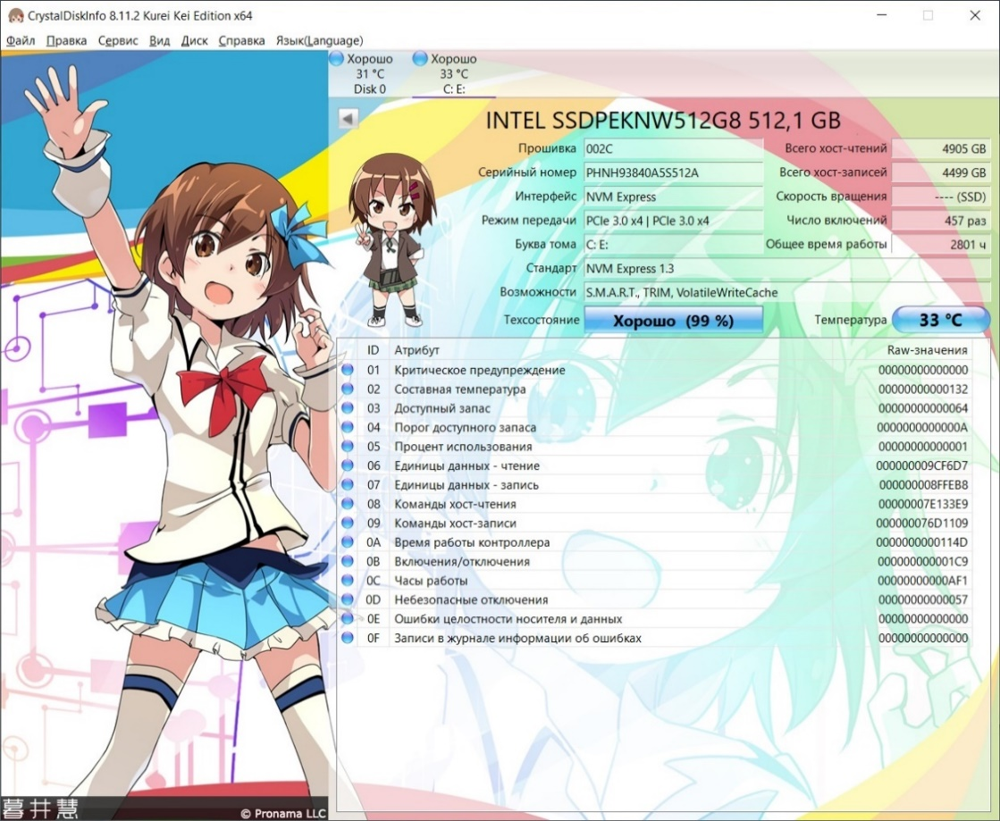 CrystalDiskInfo 8.11.2 Kurei Kei Edition x64
Файл Правка Сервис Вид Диск Справка Язык(Language)
Хорошо Хорошо
31 °C 33 °C
Disk 0 C: E:
INTEL SSDPEKNW512G8 512,1 GB
Прошивка 002C Всего хост-чтений 4905 GB
Серийный номер PHNH93840A5S512A Всего хост-записей 4499 GB
Интерфейс NVM Express Скорость вращения ---- (SSD)
Режим передачи PCIe 3.0 x4 | PCIe 3.0 x4 Число включений 457 раз
Буква тома C: E: Общее время работы 2801 ч
Стандарт NVM Express 1.3
Возможности S.M.A.R.T., TRIM, VolatileWriteCache
Техсостояние Хорошо (99 %) Температура 33 °C
ID Атрибут Raw-значения
01 Критическое предупреждение 00000000000000
02 Составная температура 00000000000132
03 Доступный запас 00000000000064
04 Порог доступного запаса 0000000000000A
05 Процент использования 00000000000001
06 Единицы данных - чтение 000000009CF6D7
07 Единицы данных - запись 000000008FFEB8
08 Команды хост-чтения 00000007E133E9
09 Команды хост-записи 000000076D1109
0A Время работы контроллера 0000000000114D
0B Включения/отключения 000000000001C9
0C Часы работы 00000000000AF1
0D Небезопасные отключения 00000000000057
0E Ошибки целостности носителя и данных 00000000000000
0F Записи в журнале информации об ошибках 00000000000000
暮井慧
© Pronama LLC